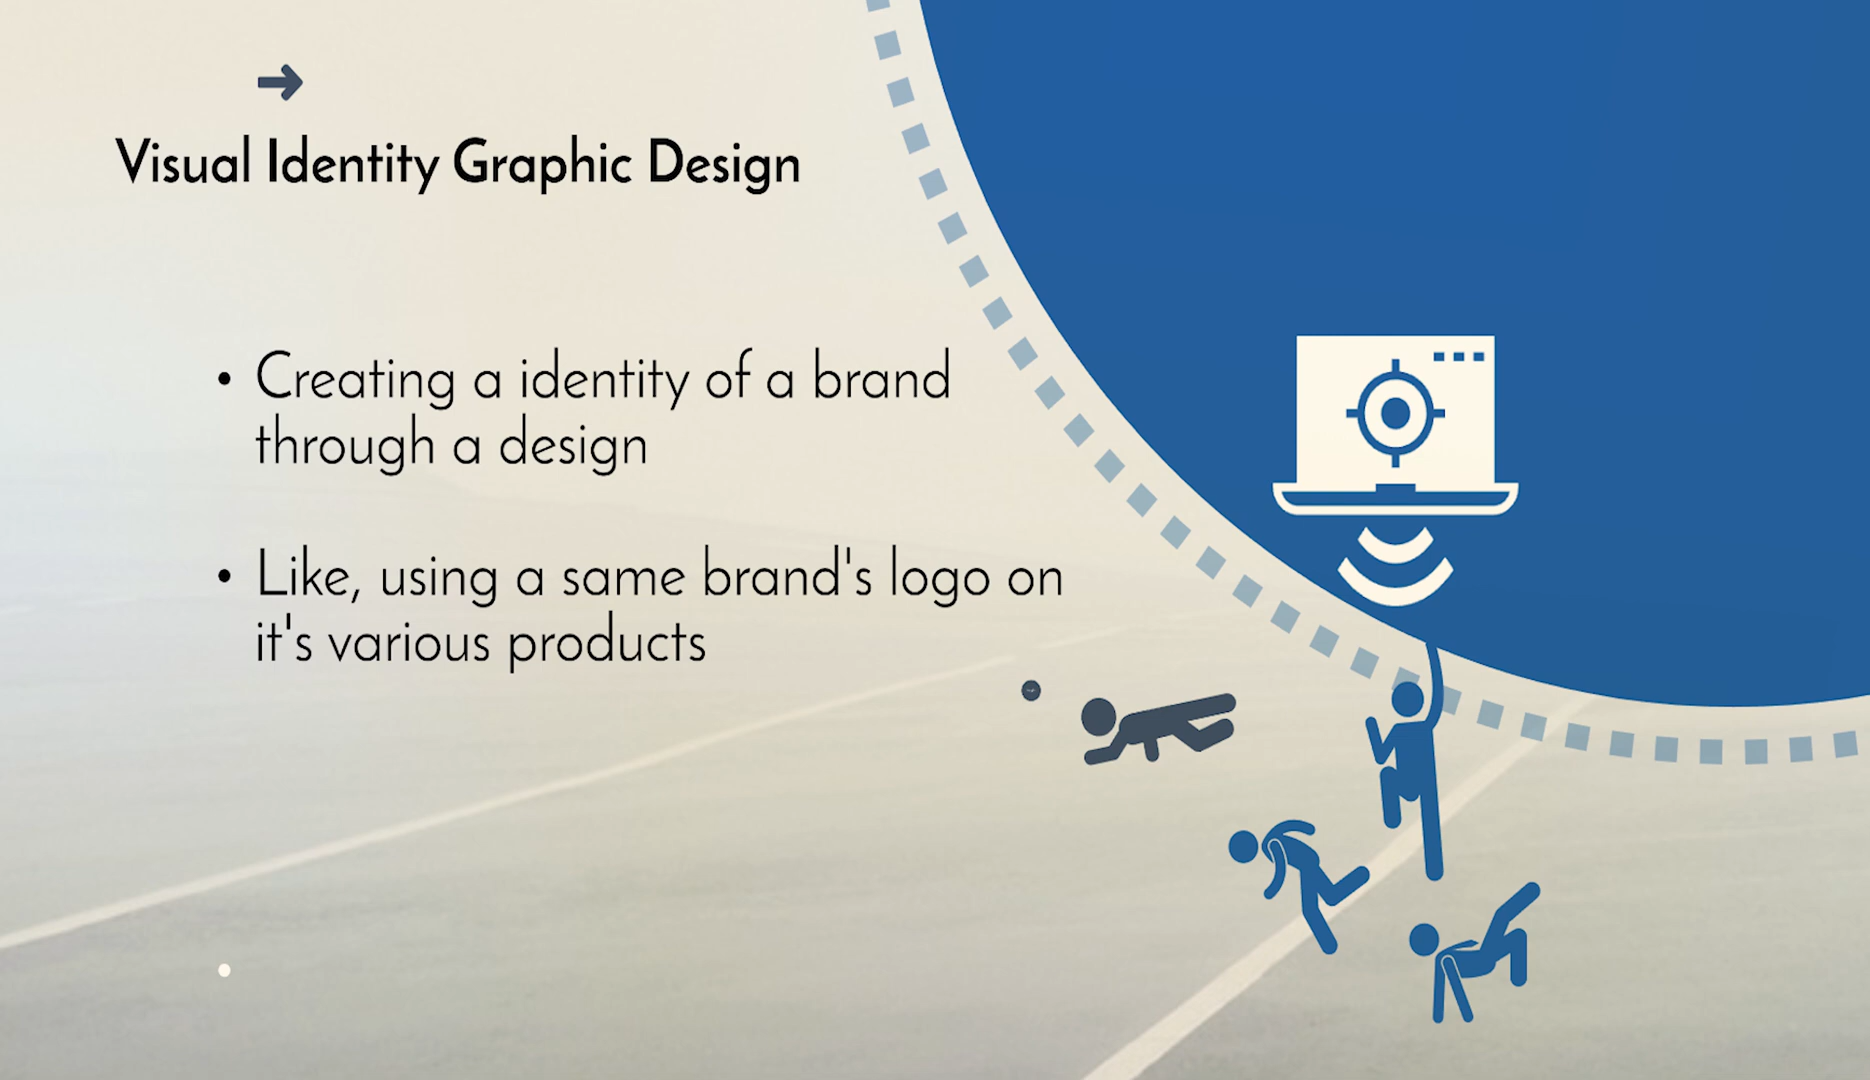 Visual Identity Graphic Design
• Creating a identity of a brand
through a design
• Like, using a same brand's logo on
it's various products